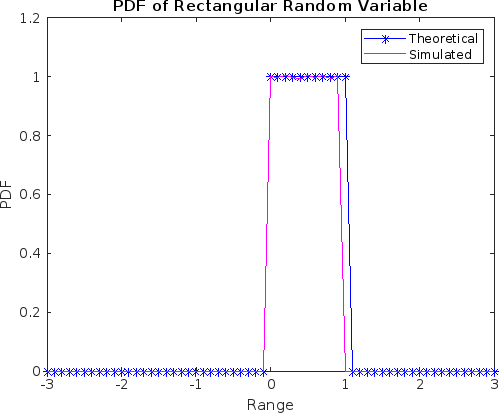 PDF of Rectangular Random Variable
1.2
1
0.8
0.6
0.4
0.2
0
PDF
Theoretical
Simulated
-3
-2
-1
0
1
2
3
Range